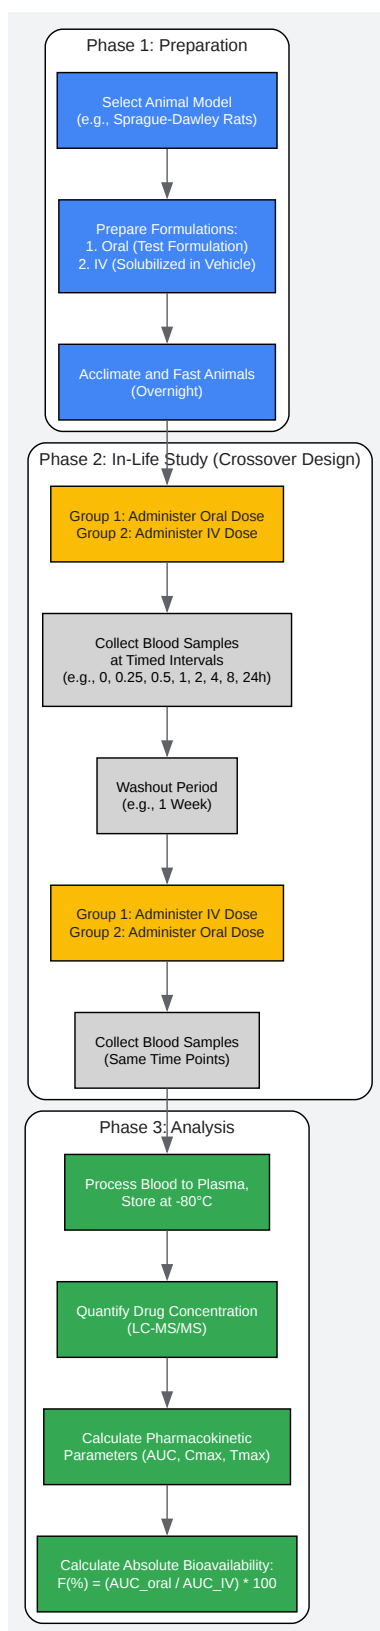 Phase 1: Preparation
Select Animal Model
(e.g., Sprague-Dawley Rats)
Prepare Formulations:
1. Oral (Test Formulation)
2. IV (Solubilized in Vehicle)
Acclimate and Fast Animals
(Overnight)
Phase 2: In-Life Study (Crossover Design)
Group 1: Administer Oral Dose
Group 2: Administer IV Dose
Collect Blood Samples
at Timed Intervals
(e.g., 0, 0.25, 0.5, 1, 2, 4, 8, 24h)
Washout Period
(e.g., 1 Week)
Group 1: Administer IV Dose
Group 2: Administer Oral Dose
Collect Blood Samples
(Same Time Points)
Phase 3: Analysis
Process Blood to Plasma,
Store at -80°C
Quantify Drug Concentration
(LC-MS/MS)
Calculate Pharmacokinetic
Parameters (AUC, Cmax, Tmax)
Calculate Absolute Bioavailability:
F(%) = (AUC_oral / AUC_IV) * 100